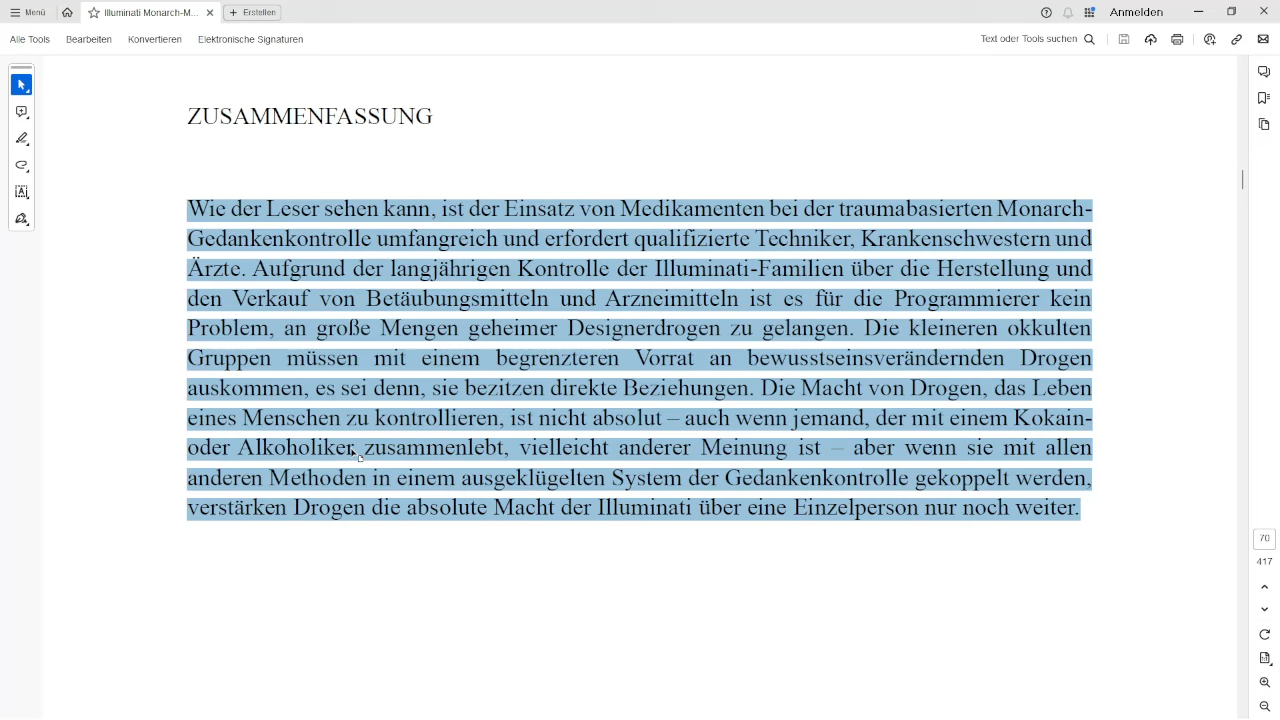 Menü
Illuminati Monarch-M...
Erstellen
Anmelden
Alle Tools Bearbeiten Konvertieren Elektronische Signaturen
Text oder Tools suchen
ZUSAMMENFASSUNG
Wie der Leser sehen kann, ist der Einsatz von Medikamenten bei der traumabasierten Monarch-
Gedankenkontrolle umfangreich und erfordert qualifizierte Techniker, Krankenschwestern und
Ärzte. Aufgrund der langjährigen Kontrolle der Illuminati-Familien über die Herstellung und
den Verkauf von Betäubungsmitteln und Arzneimitteln ist es für die Programmierer kein
Problem, an große Mengen geheimer Designerdrogen zu gelangen. Die kleineren okkulten
Gruppen müssen mit einem begrenzteren Vorrat an bewusstseinsverändernden Drogen
auskommen, es sei denn, sie bezitzen direkte Beziehungen. Die Macht von Drogen, das Leben
eines Menschen zu kontrollieren, ist nicht absolut – auch wenn jemand, der mit einem Kokain-
oder Alkoholiker zusammenlebt, vielleicht anderer Meinung ist – aber wenn sie mit allen
anderen Methoden in einem ausgeklügelten System der Gedankenkontrolle gekoppelt werden,
verstärken Drogen die absolute Macht der Illuminati über eine Einzelperson nur noch weiter.
70
417